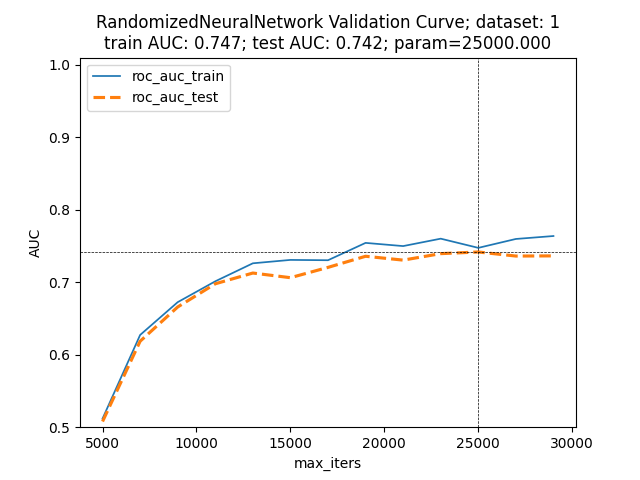 RandomizedNeuralNetwork Validation Curve; dataset: 1
train AUC: 0.747; test AUC: 0.742; param=25000.000
roc_auc_train
roc_auc_test
1.0
0.9
0.8
0.7
0.6
0.5
AUC
5000 10000 15000 20000 25000 30000
max_iters